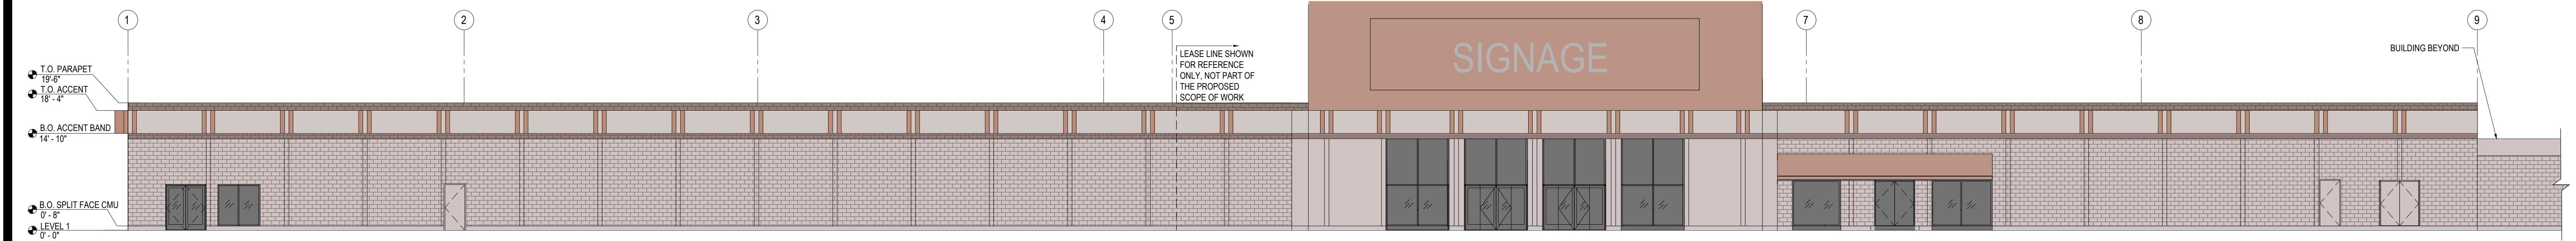 1
2
3
4
5
7
8
9
SIGNAGE
LEASE LINE SHOWN
FOR REFERENCE
ONLY, NOT PART OF
THE PROPOSED
SCOPE OF WORK
BUILDING BEYOND
T.O. PARAPET
19'-6"
T.O. ACCENT
18' - 4"
B.O. ACCENT BAND
14' - 10"
B.O. SPLIT FACE CMU
0' - 8"
LEVEL 1
0' - 0"